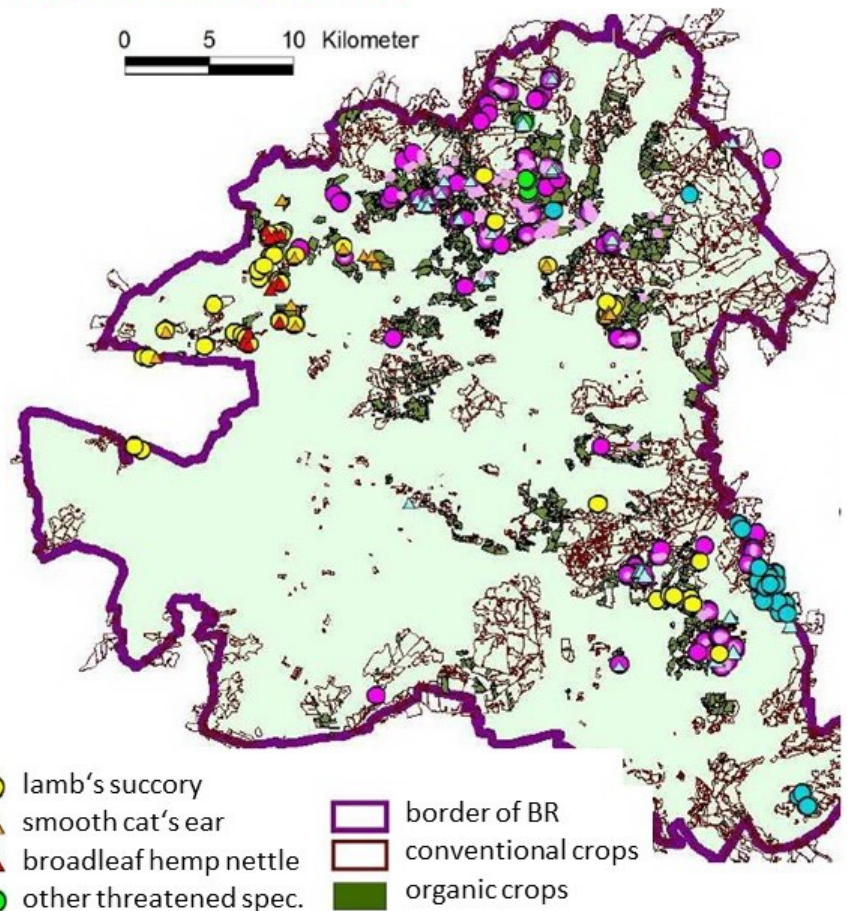 0 5 10 Kilometer
lamb‘s succory
smooth cat‘s ear
broadleaf hemp nettle
other threatened spec.
border of BR
conventional crops
organic crops